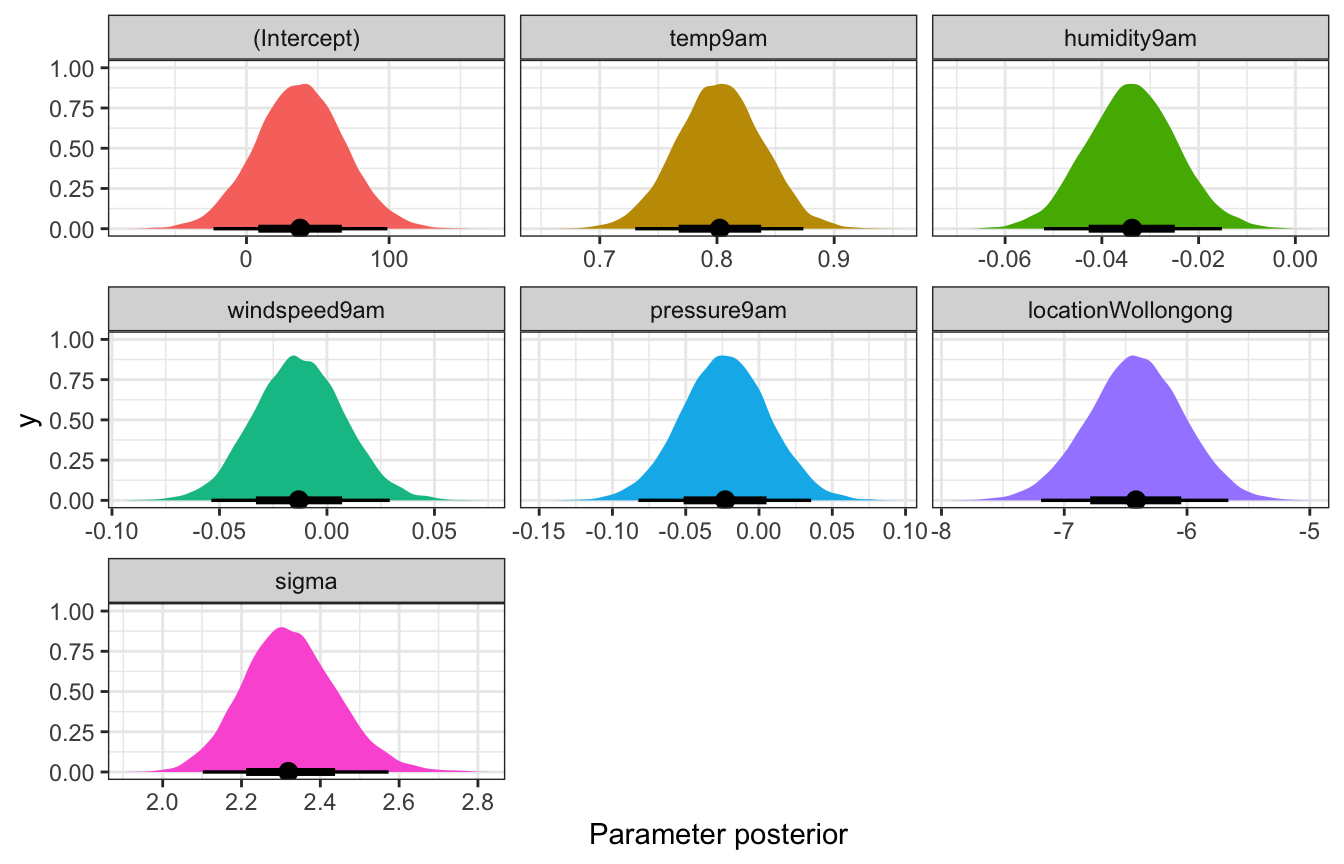 (Intercept) temp9am humidity9am
1.00
0.75
0.50
0.25
0.00
0 100 0.7 0.8 0.9 -0.06 -0.04 -0.02 0.00
windspeed9am pressure9am locationWollongong
1.00
0.75
0.50
0.25
0.00
y
-0.10 -0.05 0.00 0.05 -0.15 -0.10 -0.05 0.00 0.05 0.10 -8 -7 -6 -5
sigma
1.00
0.75
0.50
0.25
0.00
2.0 2.2 2.4 2.6 2.8
Parameter posterior